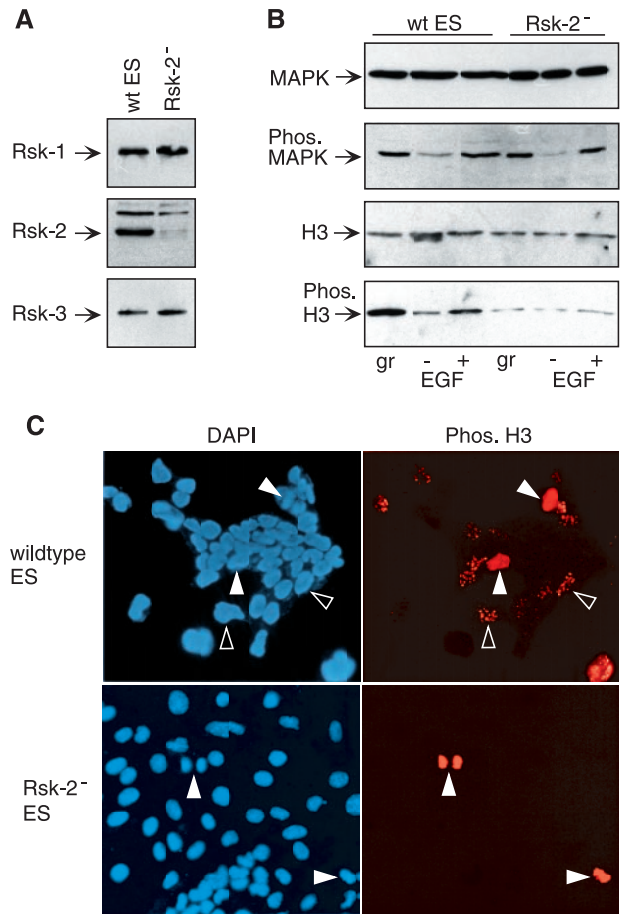 A
wt ES
Rsk-2⁻
Rsk-1
Rsk-2
Rsk-3
B
wt ES Rsk-2⁻
MAPK
Phos.
MAPK
H3
Phos.
H3
gr - + gr - +
EGF EGF
C
DAPI Phos. H3
wildtype
ES
Rsk-2⁻
ES